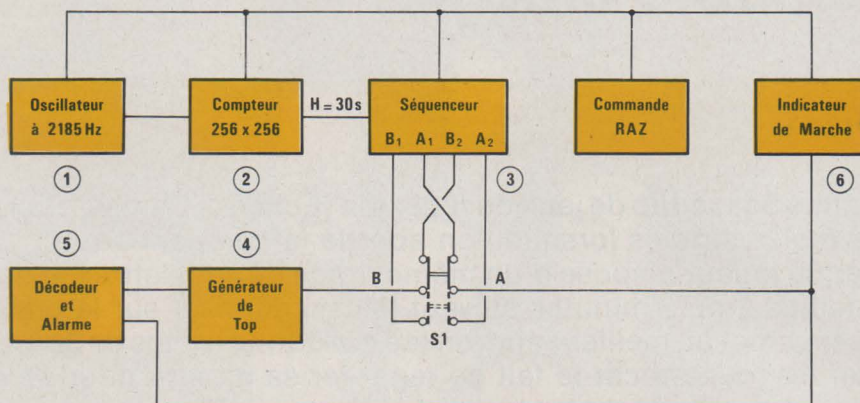 Oscillateur
à 2185 Hz
Compteur
256 x 256
H = 30 s
Séquenceur
B1 A1 B2 A2
Commande
RAZ
Indicateur
de Marche
1
2
3
6
5
4
Décodeur
et
Alarme
Générateur
de
Top
B
A
S1